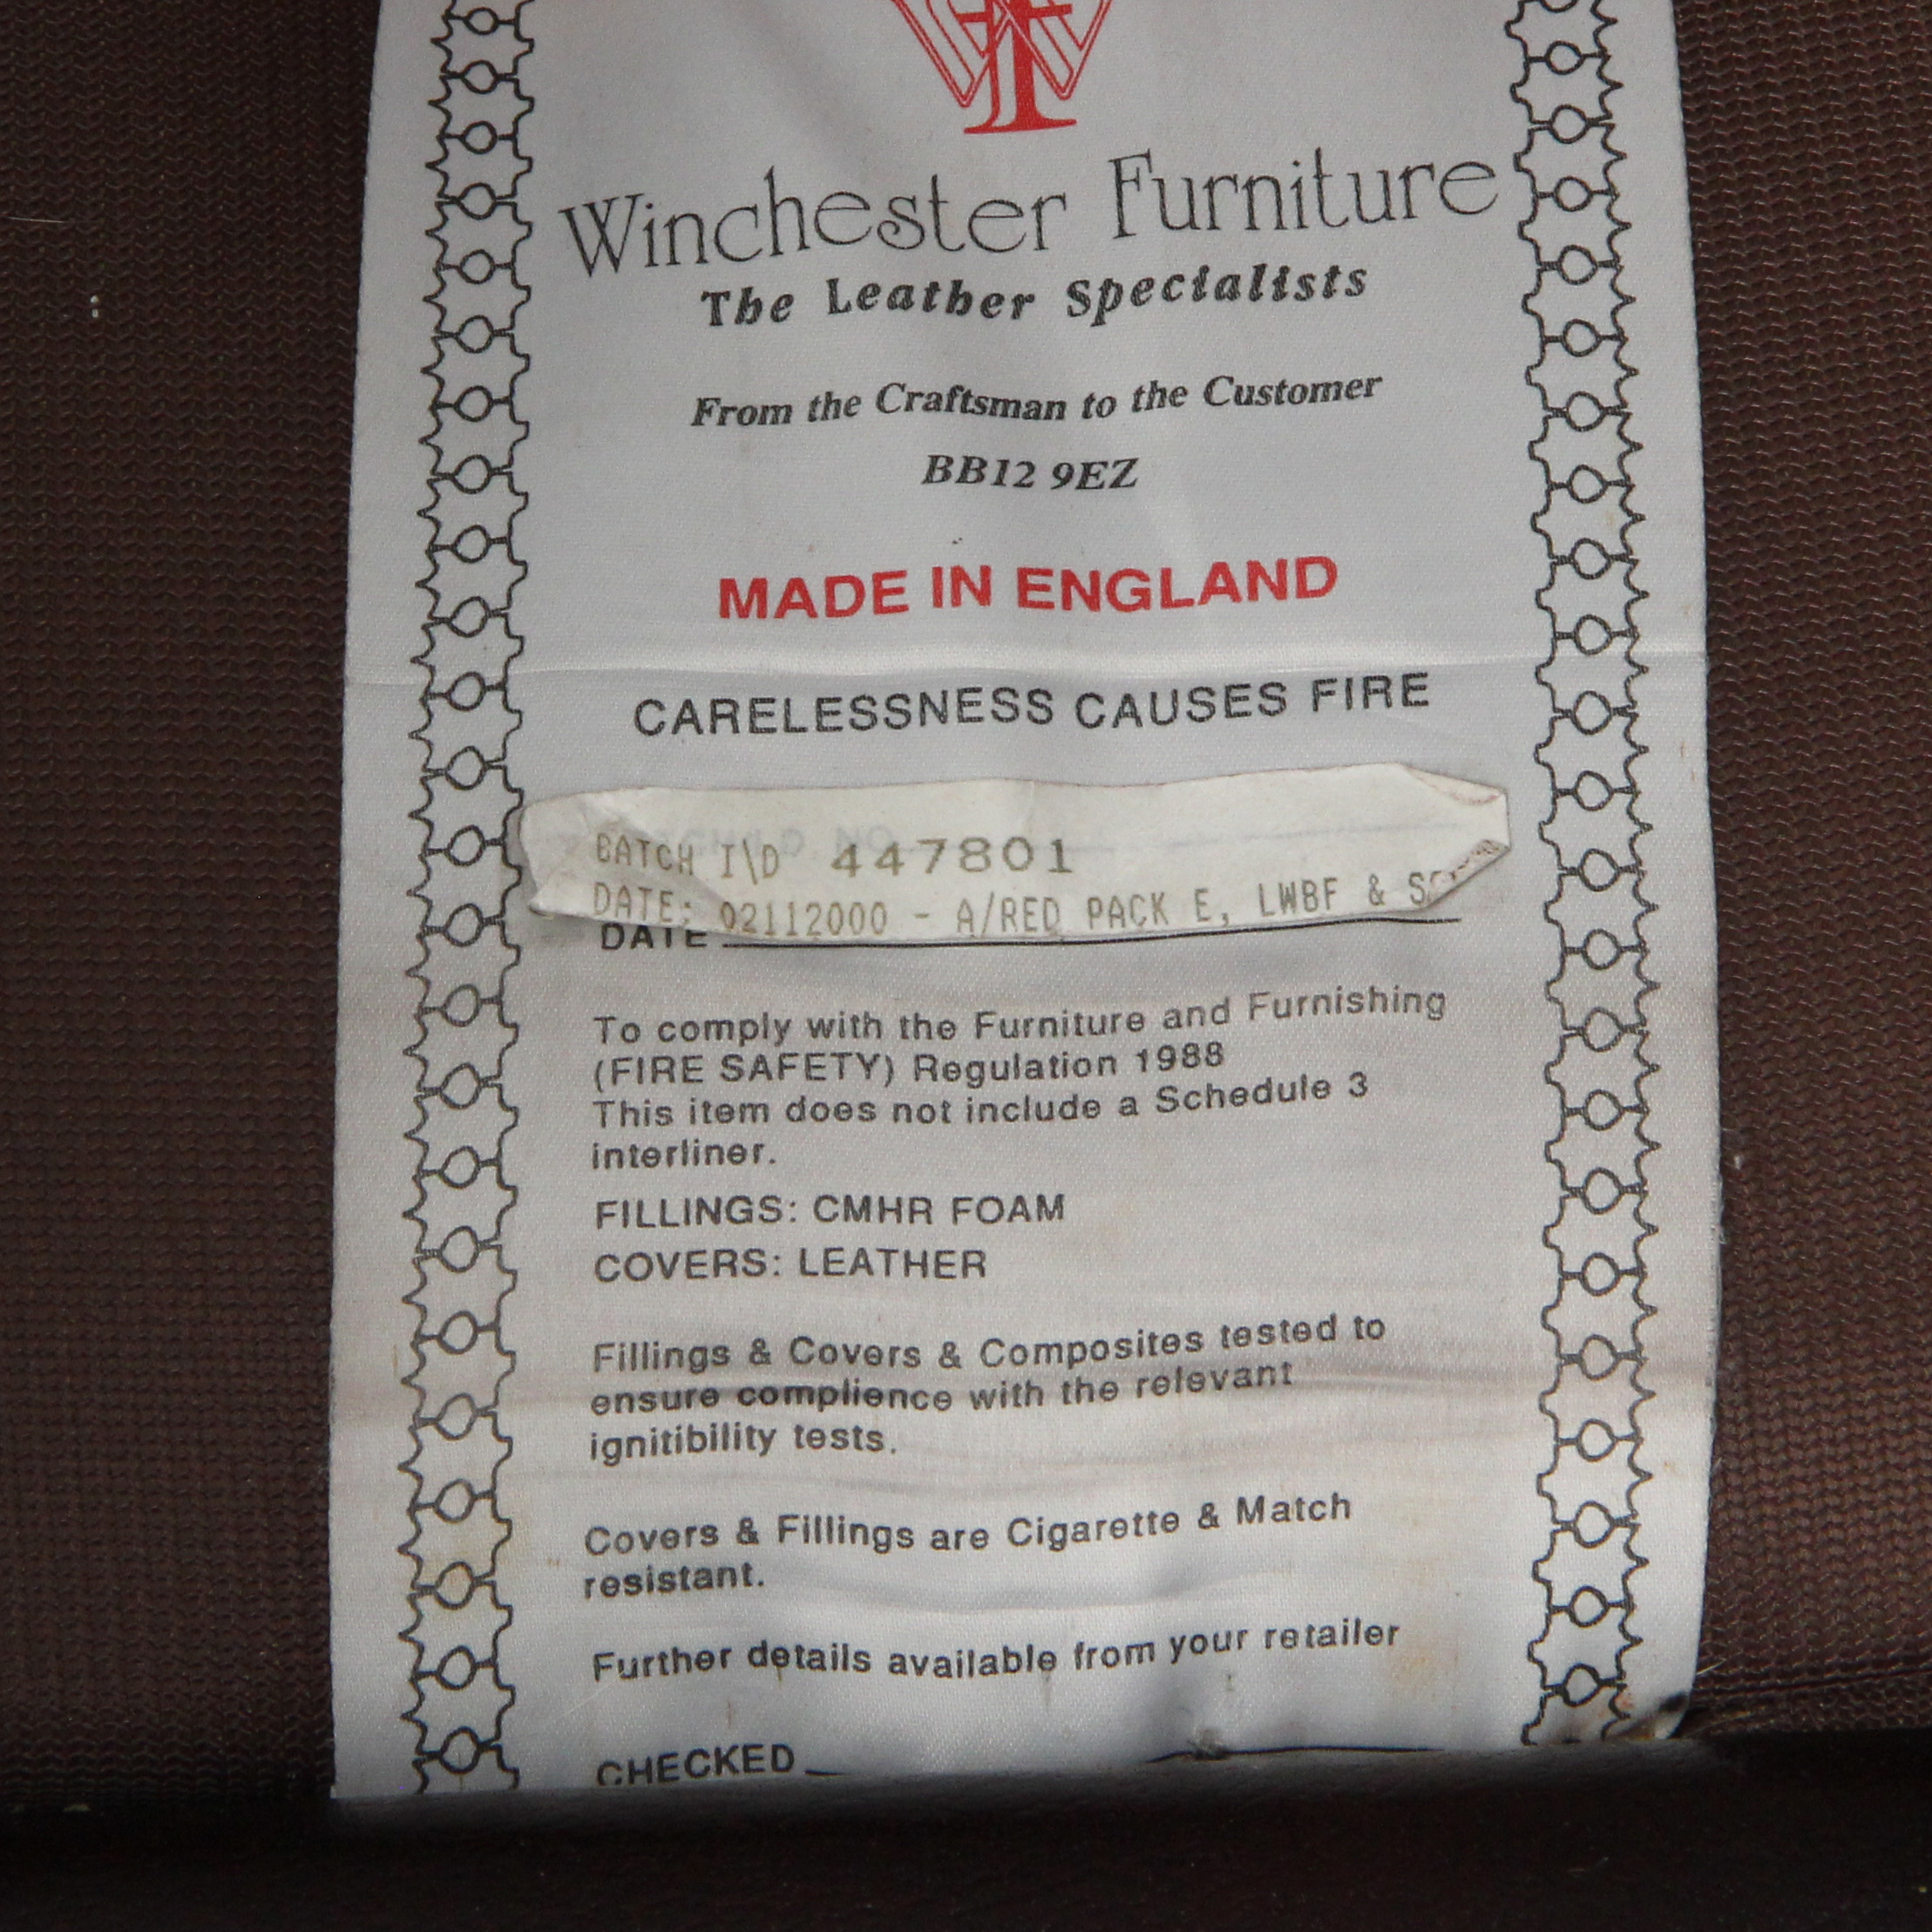 Winchester Furniture
The Leather Specialists
From the Craftsman to the Customer
BB12 9EZ
MADE IN ENGLAND
CARELESSNESS CAUSES FIRE
BATCH I\D 447801
DATE: 02112000 - A/RED PACK E, LWBF &
DATE
To comply with the Furniture and Furnishing
(FIRE SAFETY) Regulation 1988
This item does not include a Schedule 3
interliner.
FILLINGS: CMHR FOAM
COVERS: LEATHER
Fillings & Covers & Composites tested to
ensure complience with the relevant
ignitibility tests.
Covers & Fillings are Cigarette & Match
resistant.
Further details available from your retailer
CHECKED